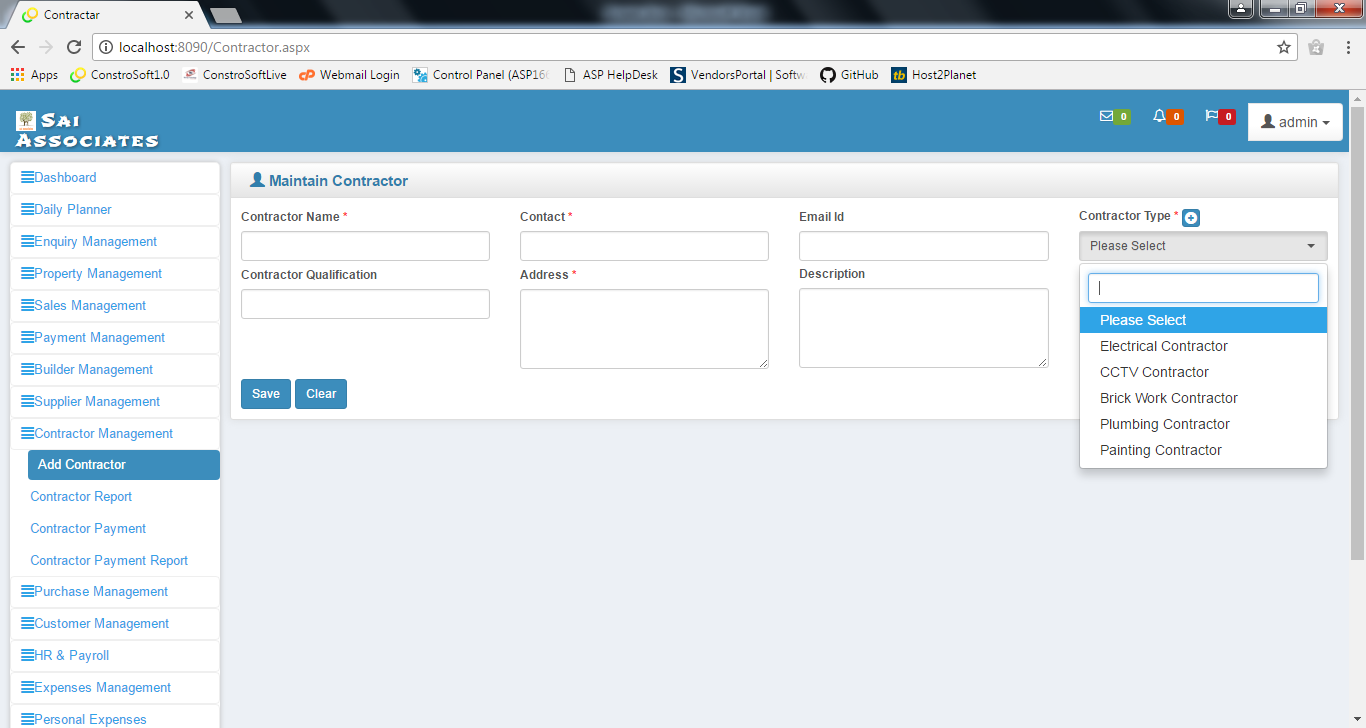 Contractar
localhost:8090/Contractor.aspx
Apps ConstroSoft1.0 ConstroSoftLive Webmail Login Control Panel (ASP166 ASP HelpDesk VendorsPortal | Softw GitHub Host2Planet
Sai
Associates
0 0 0 admin
Dashboard
Daily Planner
Enquiry Management
Property Management
Sales Management
Payment Management
Builder Management
Supplier Management
Contractor Management
Add Contractor
Contractor Report
Contractor Payment
Contractor Payment Report
Purchase Management
Customer Management
HR & Payroll
Expenses Management
Personal Expenses
Maintain Contractor
Contractor Name * Contact * Email Id Contractor Type *
Please Select
Contractor Qualification Address * Description
Please Select
Electrical Contractor
CCTV Contractor
Brick Work Contractor
Plumbing Contractor
Painting Contractor
Save Clear